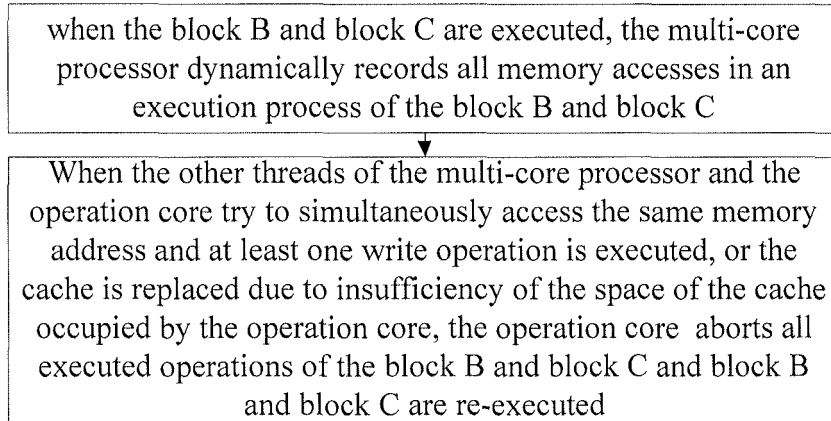 when the block B and block C are executed, the multi-core
processor dynamically records all memory accesses in an
execution process of the block B and block C
When the other threads of the multi-core processor and the
operation core try to simultaneously access the same memory
address and at least one write operation is executed, or the
cache is replaced due to insufficiency of the space of the cache
occupied by the operation core, the operation core aborts all
executed operations of the block B and block C and block B
and block C are re-executed